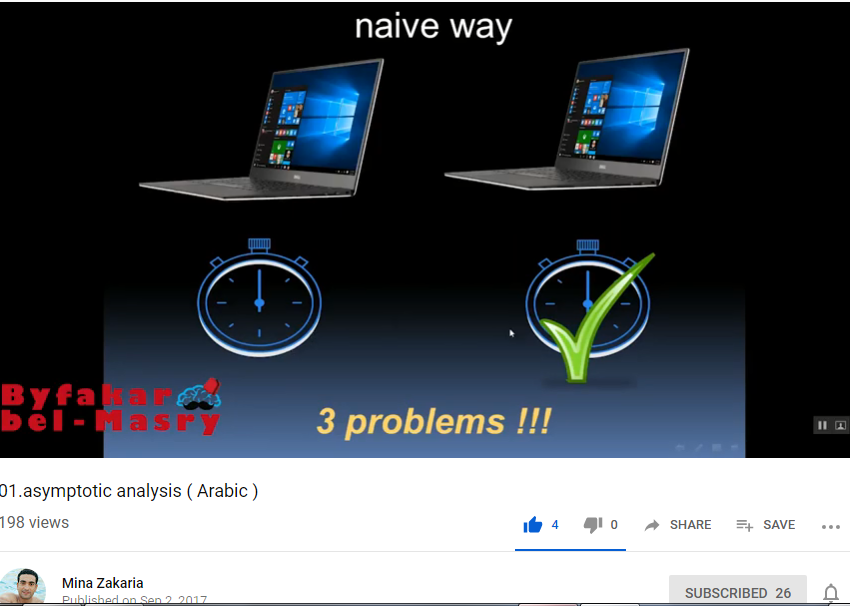 naive way
Byfakar
bel-Masry
3 problems !!!
01.asymptotic analysis ( Arabic )
198 views
4
0
SHARE
SAVE
Mina Zakaria
Published on Sep 2, 2017
SUBSCRIBED 26